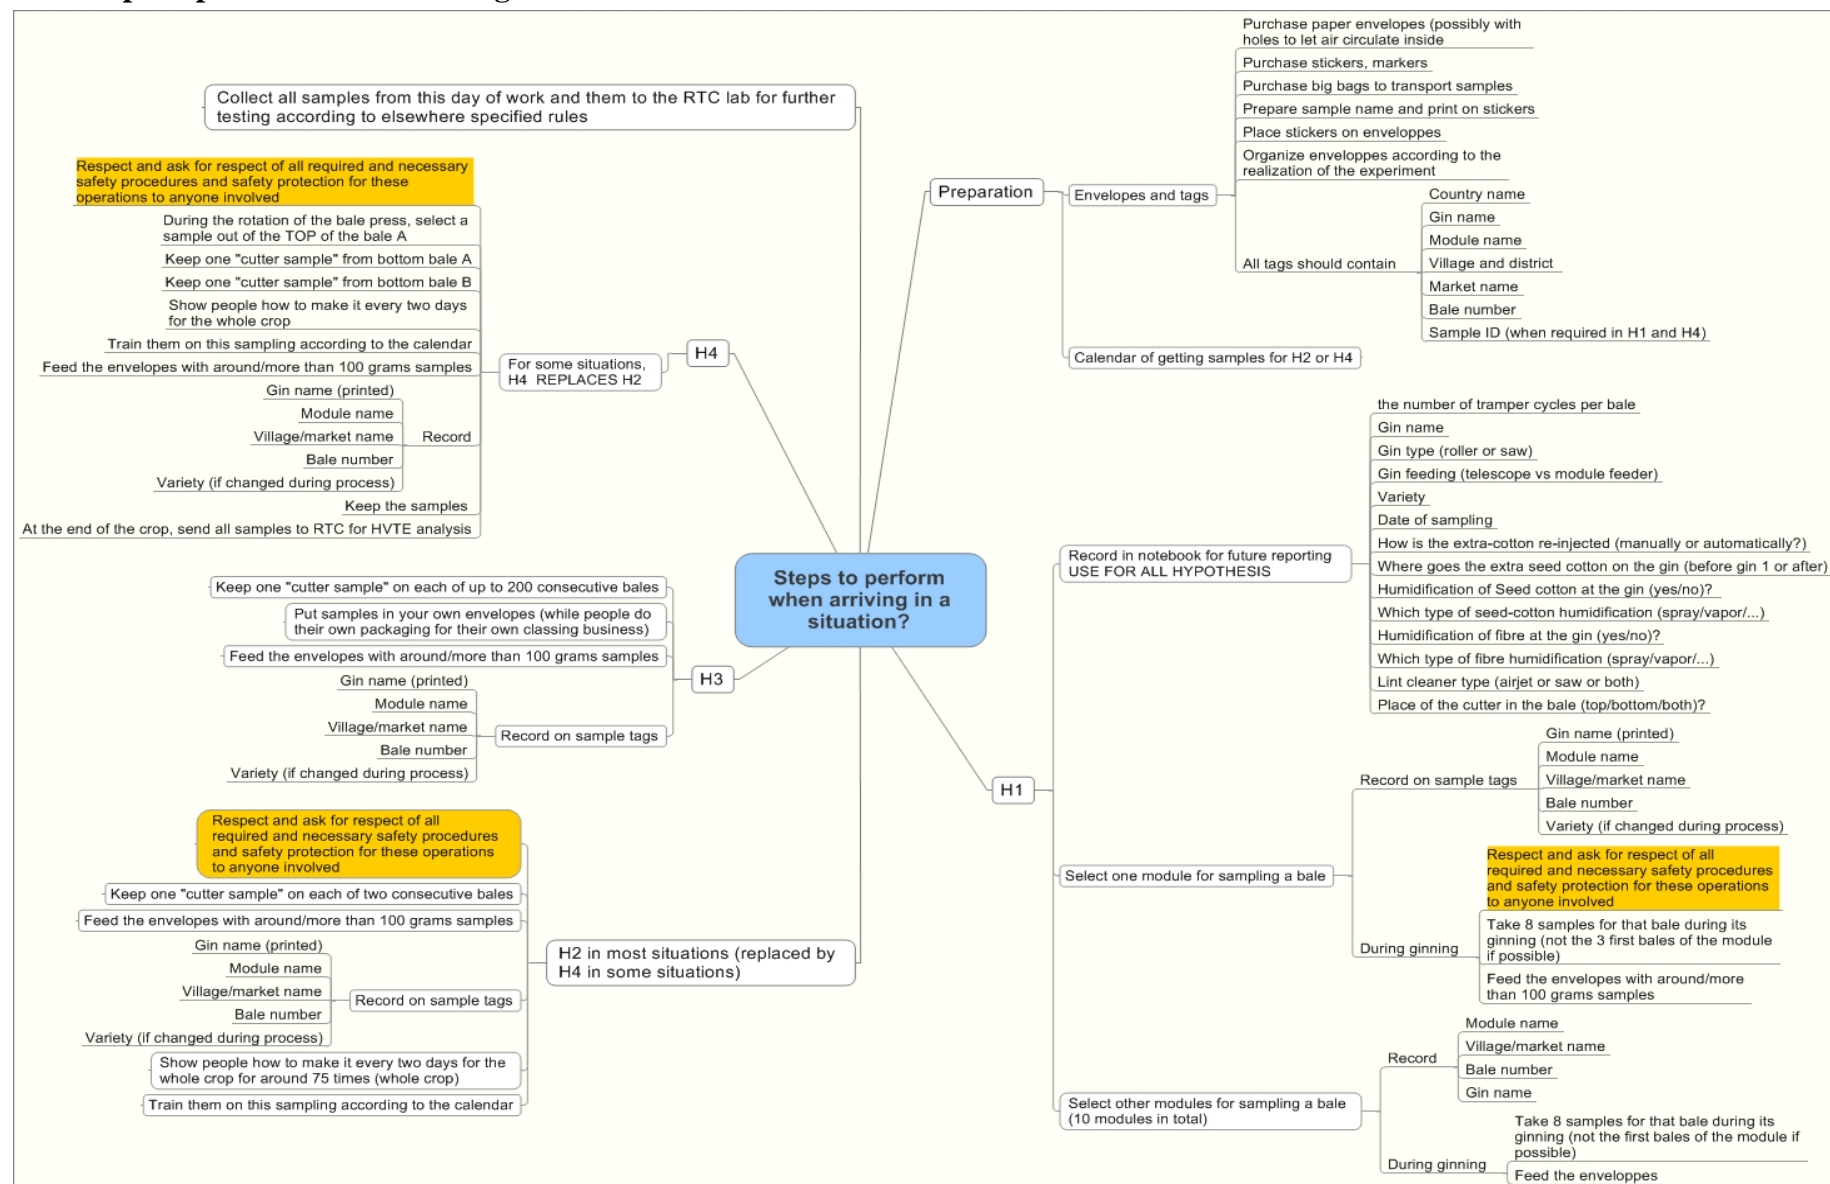 Collect all samples from this day of work and them to the RTC lab for further
testing according to elsewhere specified rules
Respect and ask for respect of all required and necessary
safety procedures and safety protection for these
operations to anyone involved
During the rotation of the bale press, select a
sample out of the TOP of the bale A
Keep one "cutter sample" from bottom bale A
Keep one "cutter sample" from bottom bale B
Show people how to make it every two days
for the whole crop
Train them on this sampling according to the calendar
Feed the envelopes with around/more than 100 grams samples
Gin name (printed)
Module name
Village/market name
Bale number
Variety (if changed during process)
Record
Keep the samples
At the end of the crop, send all samples to RTC for HVTE analysis
For some situations,
H4 REPLACES H2
H4
Keep one "cutter sample" on each of up to 200 consecutive bales
Put samples in your own envelopes (while people do
their own packaging for their own classing business)
Feed the envelopes with around/more than 100 grams samples
Gin name (printed)
Module name
Village/market name
Bale number
Variety (if changed during process)
Record on sample tags
H3
Respect and ask for respect of all
required and necessary safety procedures
and safety protection for these operations
to anyone involved
Keep one "cutter sample" on each of two consecutive bales
Feed the envelopes with around/more than 100 grams samples
Gin name (printed)
Module name
Village/market name
Bale number
Variety (if changed during process)
Record on sample tags
Show people how to make it every two days for the
whole crop for around 75 times (whole crop)
Train them on this sampling according to the calendar
H2 in most situations (replaced by
H4 in some situations)
Steps to perform
when arriving in a
situation?
Preparation
Envelopes and tags
Purchase paper envelopes (possibly with
holes to let air circulate inside
Purchase stickers, markers
Purchase big bags to transport samples
Prepare sample name and print on stickers
Place stickers on enveloppes
Organize enveloppes according to the
realization of the experiment
All tags should contain
Country name
Gin name
Module name
Village and district
Market name
Bale number
Sample ID (when required in H1 and H4)
Calendar of getting samples for H2 or H4
H1
Record in notebook for future reporting
USE FOR ALL HYPOTHESIS
the number of tramper cycles per bale
Gin name
Gin type (roller or saw)
Gin feeding (telescope vs module feeder)
Variety
Date of sampling
How is the extra-cotton re-injected (manually or automatically?)
Where goes the extra seed cotton on the gin (before gin 1 or after)
Humidification of Seed cotton at the gin (yes/no)?
Which type of seed-cotton humidification (spray/vapor/...)
Humidification of fibre at the gin (yes/no)?
Which type of fibre humidification (spray/vapor/...)
Lint cleaner type (airjet or saw or both)
Place of the cutter in the bale (top/bottom/both)?
Select one module for sampling a bale
Record on sample tags
Gin name (printed)
Module name
Village/market name
Bale number
Variety (if changed during process)
During ginning
Respect and ask for respect of all
required and necessary safety procedures
and safety protection for these operations
to anyone involved
Take 8 samples for that bale during its
ginning (not the 3 first bales of the module
if possible)
Feed the envelopes with around/more
than 100 grams samples
Select other modules for sampling a bale
(10 modules in total)
Record
Module name
Village/market name
Bale number
Gin name
During ginning
Take 8 samples for that bale during its
ginning (not the first bales of the module if
possible)
Feed the enveloppes